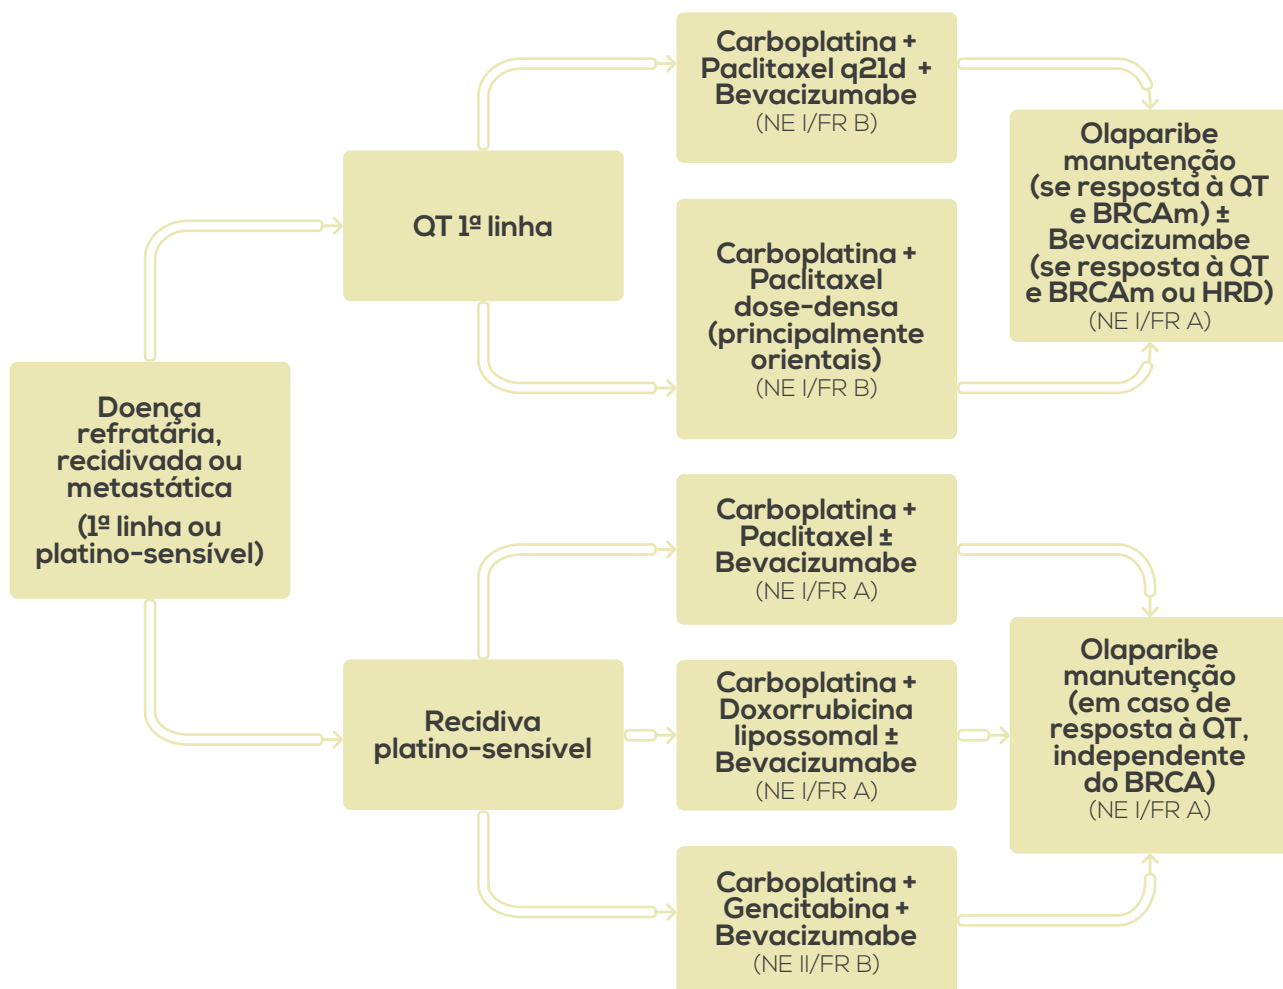 Doença
refratária,
recidivada ou
metastática
(1ª linha ou
platino-sensível)
QT 1ª linha
Carboplatina +
Paclitaxel q21d +
Bevacizumabe
(NE I/FR B)
Carboplatina +
Paclitaxel
dose-densa
(principalmente
orientais)
(NE I/FR B)
Olaparibe
manutenção
(se resposta à QT
e BRCAm) ±
Bevacizumabe
(se resposta à QT
e BRCAm ou HRD)
(NE I/FR A)
Recidiva
platino-sensível
Carboplatina +
Paclitaxel ±
Bevacizumabe
(NE I/FR A)
Carboplatina +
Doxorrubicina
lipossomal ±
Bevacizumabe
(NE I/FR A)
Carboplatina +
Gencitabina +
Bevacizumabe
(NE II/FR B)
Olaparibe
manutenção
(em caso de
resposta à QT,
independente
do BRCA)
(NE I/FR A)